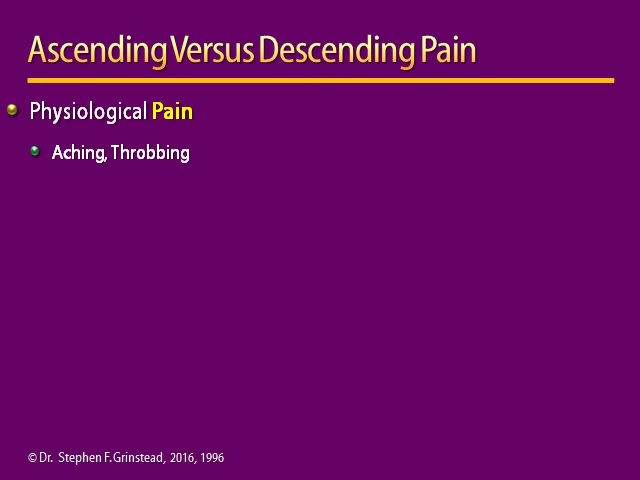 Ascending Versus Descending Pain
Physiological Pain
Aching, Throbbing
© Dr. Stephen F. Grinstead, 2016, 1996